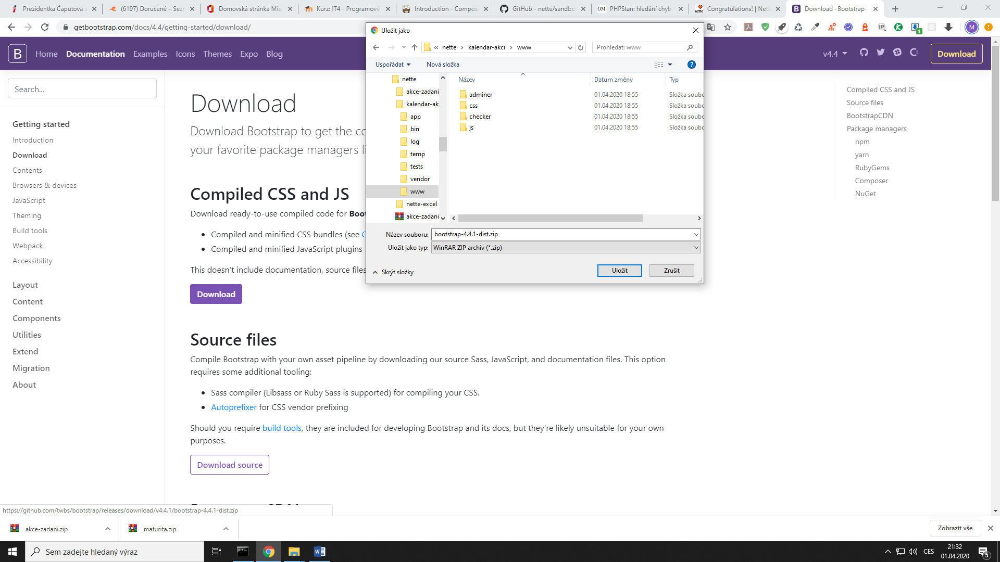 Prezidentka Čaputová s
(6197) Doručené – Sezn
Domovská stránka Micr
Kurz: IT4 - Programové
Introduction - Compose
GitHub - nette/sandbo
OM PHPStan: hledání chyb
Congratulations! | Nette
Download · Bootstrap
getbootstrap.com/docs/4.4/getting-started/download/
M
B
Home
Documentation
Examples
Icons
Themes
Expo
Blog
v4.4
Download
Search...
Getting started
Introduction
Download
Contents
Browsers & devices
JavaScript
Theming
Build tools
Webpack
Accessibility
Layout
Content
Components
Utilities
Extend
Migration
About
Download
Download Bootstrap to get the co
your favorite package managers li
Compiled CSS and JS
Download ready-to-use compiled code for Boot
Compiled and minified CSS bundles (see C
Compiled and minified JavaScript plugins
This doesn't include documentation, source files
Download
Source files
Compile Bootstrap with your own asset pipeline by downloading our source Sass, JavaScript, and documentation files. This option
requires some additional tooling:
Sass compiler (Libsass or Ruby Sass is supported) for compiling your CSS.
Autoprefixer for CSS vendor prefixing
Should you require build tools, they are included for developing Bootstrap and its docs, but they're likely unsuitable for your own
purposes.
Download source
Compiled CSS and JS
Source files
BootstrapCDN
Package managers
npm
yarn
RubyGems
Composer
NuGet
Uložit jako
« nette › kalendar-akci › www
Prohledat: www
Uspořádat
Nová složka
nette
akce-zadani
kalendar-ak
app
bin
log
temp
tests
vendor
www
nette-excel
akce-zadani
Název Datum změny Typ
adminer 01.04.2020 18:55 Složka soubo
css 01.04.2020 18:55 Složka soubo
checker 01.04.2020 18:55 Složka soubo
js 01.04.2020 18:55 Složka soubo
Název souboru: bootstrap-4.4.1-dist.zip
Uložit jako typ: WinRAR ZIP archiv (*.zip)
Skrýt složky
Uložit
Zrušit
https://github.com/twbs/bootstrap/releases/download/v4.4.1/bootstrap-4.4.1-dist.zip
akce-zadani.zip
maturita.zip
Zobrazit vše
Sem zadejte hledaný výraz
CES
21:32
01.04.2020
5